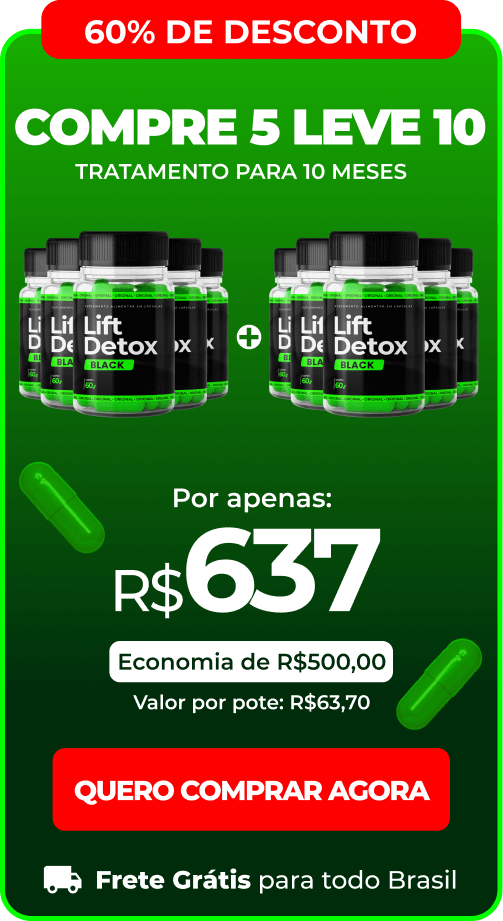 60% DE DESCONTO
COMPRE 5 LEVE 10
TRATAMENTO PARA 10 MESES
Lift
Detox
BLACK
+
Lift
Detox
BLACK
Por apenas:
R$637
Economia de R$500,00
Valor por pote: R$63,70
QUERO COMPRAR AGORA
Frete Grátis para todo Brasil